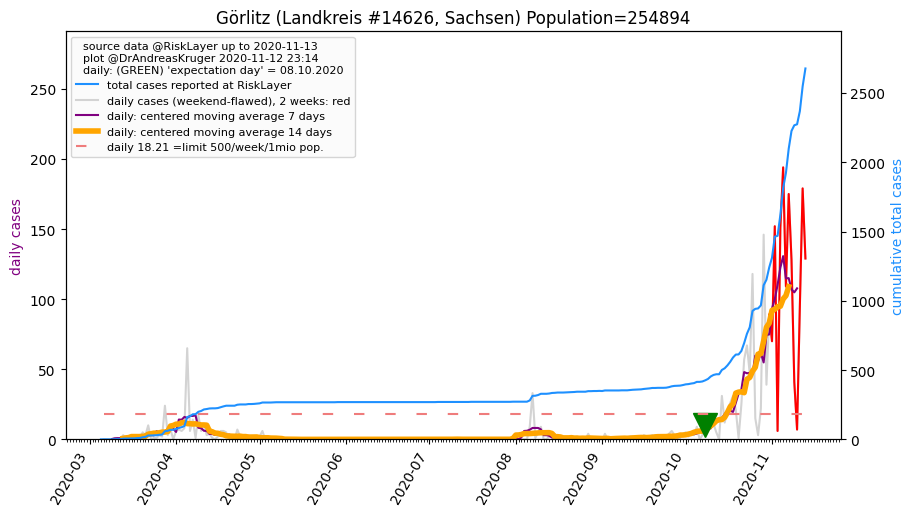 Görlitz (Landkreis #14626, Sachsen) Population=254894
source data @RiskLayer up to 2020-11-13
plot @DrAndreasKruger 2020-11-12 23:14
daily: (GREEN) 'expectation day' = 08.10.2020
total cases reported at RiskLayer
daily cases (weekend-flawed), 2 weeks: red
daily: centered moving average 7 days
daily: centered moving average 14 days
daily 18.21 =limit 500/week/1mio pop.
daily cases
250
200
150
100
50
0
cumulative total cases
2500
2000
1500
1000
500
0
2020-03
2020-04
2020-05
2020-06
2020-07
2020-08
2020-09
2020-10
2020-11